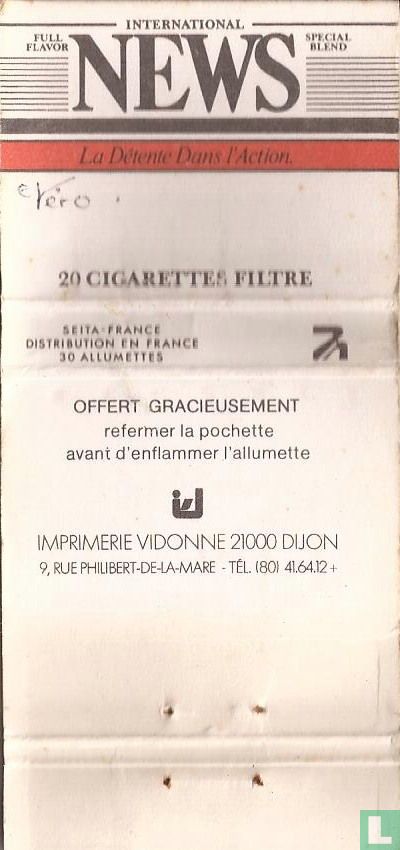 INTERNATIONAL
FULL FLAVOR
NEWS
SPECIAL BLEND
La Détente Dans l'Action.
Véro.
20 CIGARETTES FILTRE
SEITA-FRANCE
DISTRIBUTION EN FRANCE
30 ALLUMETTES
OFFERT GRACIEUSEMENT
refermer la pochette
avant d'enflammer l'allumette
IMPRIMERIE VIDONNE 21000 DIJON
9, RUE PHILIBERT-DE-LA-MARE - TÉL. (80) 41.64.12 +
L